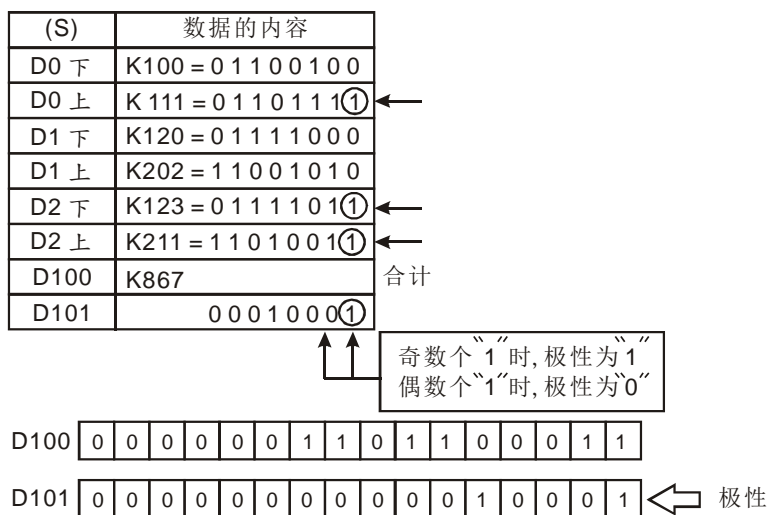 (S) 数据的内容
D0 下 K100 = 0 1 1 0 0 1 0 0
D0 上 K 111 = 0 1 1 0 1 1 1 1
D1 下 K120 = 0 1 1 1 1 0 0 0
D1 上 K202 = 1 1 0 0 1 0 1 0
D2 下 K123 = 0 1 1 1 1 0 1 1
D2 上 K211 = 1 1 0 1 0 0 1 1
D100 K867 合计
D101 0 0 0 1 0 0 0 1
奇数个〝1〞时,极性为〝1〞
偶数个〝1〞时,极性为〝0〞
D100 0 0 0 0 0 0 1 1 0 1 1 0 0 0 1 1
D101 0 0 0 0 0 0 0 0 0 0 0 1 0 0 0 1 极性